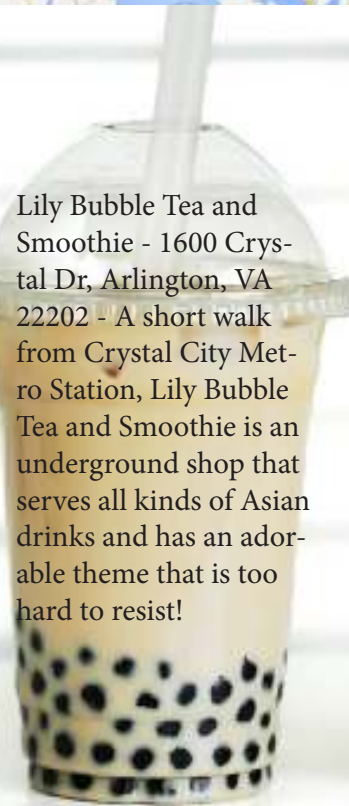 Lily Bubble Tea and
Smoothie - 1600 Crys-
tal Dr, Arlington, VA
22202 - A short walk
from Crystal City Met-
ro Station, Lily Bubble
Tea and Smoothie is an
underground shop that
serves all kinds of Asian
drinks and has an ador-
able theme that is too
hard to resist!